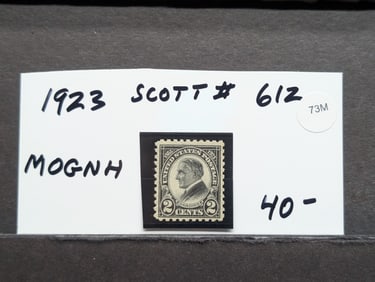 1923 SCOTT # 612
73M
MOGNH
UNITED STATES POSTAGE
2 CENTS 2
40-